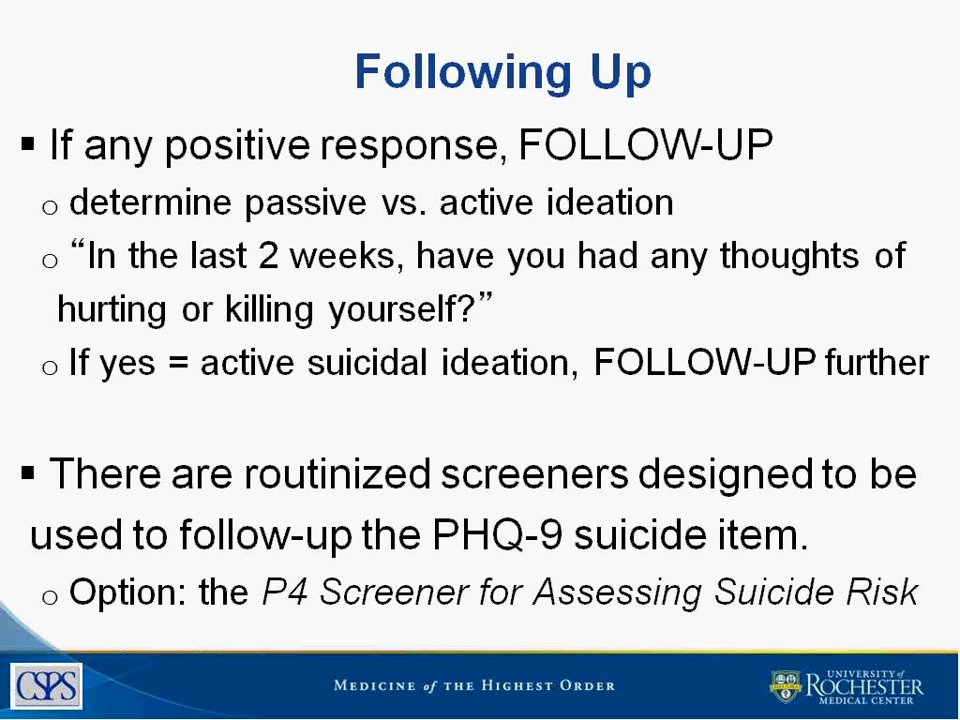 Following Up
▪ If any positive response, FOLLOW-UP
o determine passive vs. active ideation
o “In the last 2 weeks, have you had any thoughts of
hurting or killing yourself?”
o If yes = active suicidal ideation, FOLLOW-UP further
▪ There are routinized screeners designed to be
used to follow-up the PHQ-9 suicide item.
o Option: the P4 Screener for Assessing Suicide Risk
CSPS
MEDICINE of THE HIGHEST ORDER
UNIVERSITY of
ROCHESTER
MEDICAL CENTER